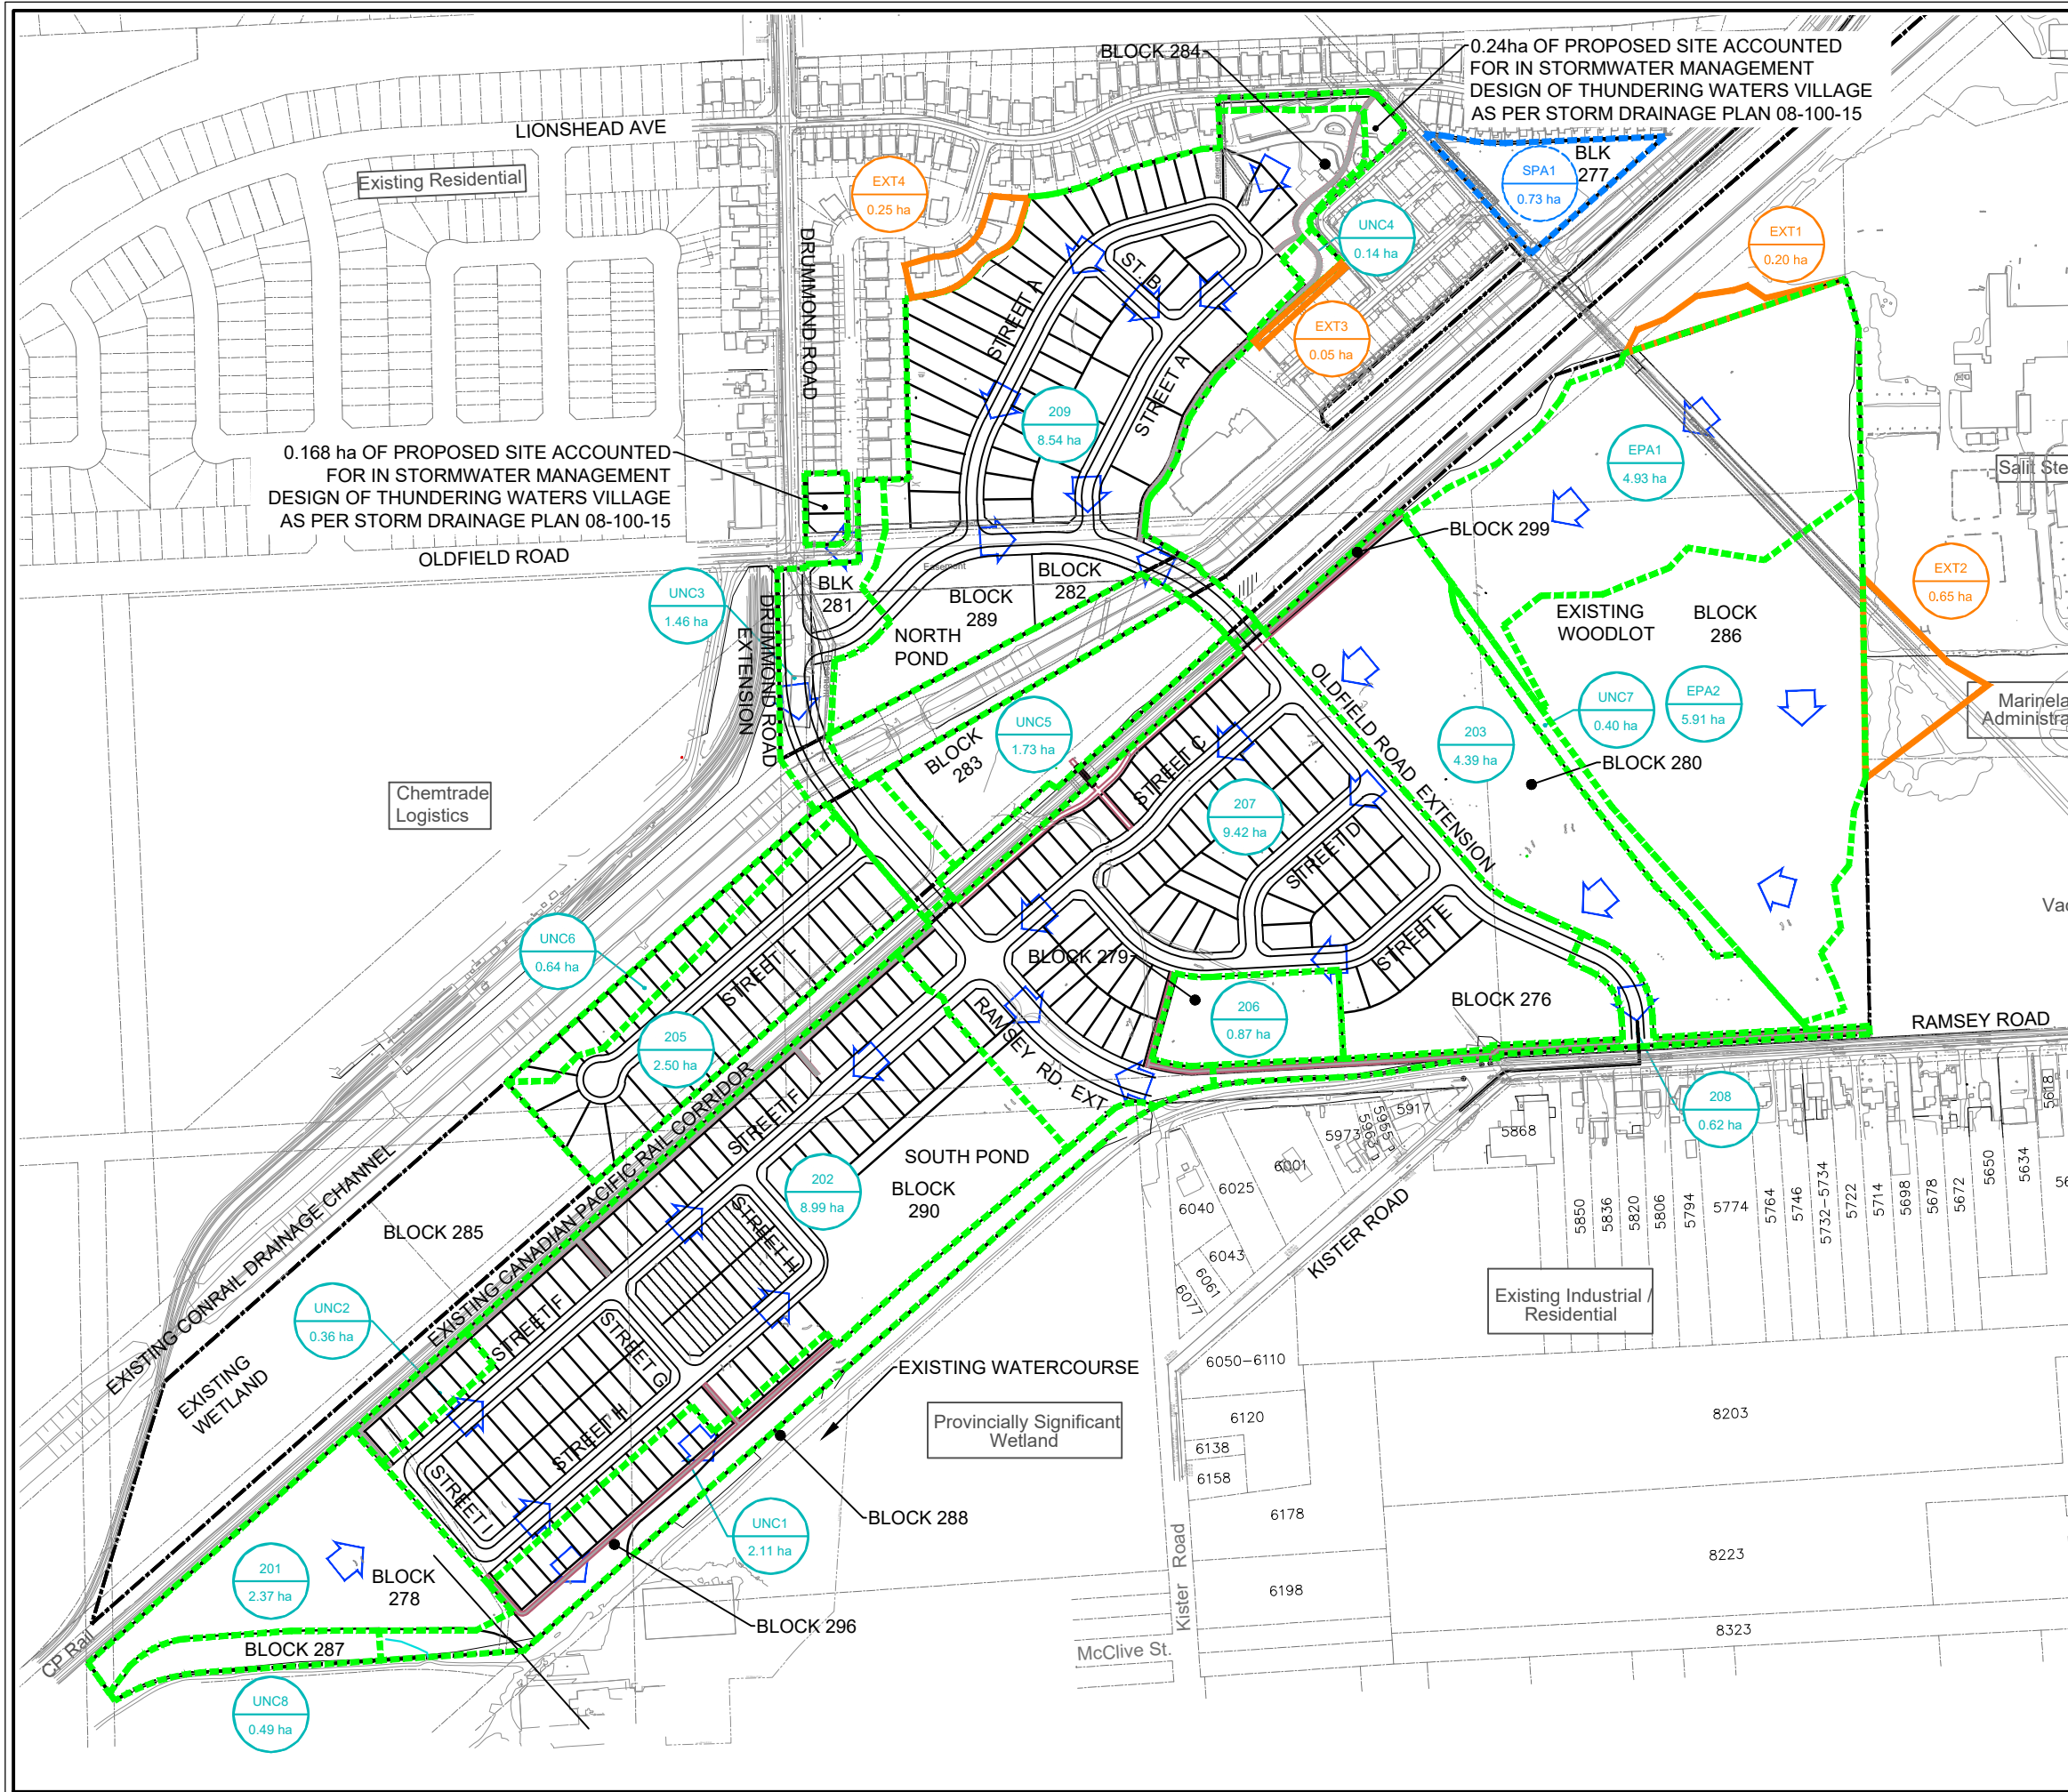 BLOCK 284
0.24ha OF PROPOSED SITE ACCOUNTED
FOR IN STORMWATER MANAGEMENT
DESIGN OF THUNDERING WATERS VILLAGE
AS PER STORM DRAINAGE PLAN 08-100-15
LIONSHEAD AVE
Existing Residential
EXT4
0.25 ha
SPA1
0.73 ha
BLK
277
UNC4
0.14 ha
EXT1
0.20 ha
DRUMMOND ROAD
STREET A
ST. B
STREET A
EXT3
0.05 ha
209
8.54 ha
EPA1
4.93 ha
Salit Ste
0.168 ha OF PROPOSED SITE ACCOUNTED
FOR IN STORMWATER MANAGEMENT
DESIGN OF THUNDERING WATERS VILLAGE
AS PER STORM DRAINAGE PLAN 08-100-15
OLDFIELD ROAD
BLOCK 299
Easement
UNC3
1.46 ha
BLK
281
BLOCK
289
BLOCK
282
NORTH
POND
DRUMMOND ROAD
EXTENSION
EXT2
0.65 ha
EXISTING
WOODLOT
BLOCK
286
UNC7
0.40 ha
EPA2
5.91 ha
Marinela
Administra
OLDFIELD ROAD EXTENSION
203
4.39 ha
BLOCK 280
UNC5
1.73 ha
BLOCK
283
STREET C
Chemtrade
Logistics
207
9.42 ha
STREET D
Vac
UNC6
0.64 ha
STREET L
BLOCK 279
STREET E
BLOCK 276
206
0.87 ha
RAMSEY ROAD
205
2.50 ha
RAMSEY RD. EXT.
208
0.62 ha
STREET F
5917
5955
5963
5973
5868
6001
5618
SOUTH POND
BLOCK
290
202
8.99 ha
6025
6040
6043
6061
6077
KISTER ROAD
5850
5836
5820
5806
5794
5774
5764
5746
5732-5734
5722
5714
5698
5678
5672
5650
5634
56
EXISTING CONRAIL DRAINAGE CHANNEL
BLOCK 285
EXISTING CANADIAN PACIFIC RAIL CORRIDOR
STREET H
Existing Industrial /
Residential
UNC2
0.36 ha
STREET F
STREET G
EXISTING
WETLAND
EXISTING WATERCOURSE
6050-6110
Provincially Significant
Wetland
6120
8203
6138
6158
STREET H
STREET I
BLOCK 288
6178
UNC1
2.11 ha
Kister Road
8223
201
2.37 ha
BLOCK
278
6198
BLOCK 296
8323
CP Rail
BLOCK 287
McClive St.
UNC8
0.49 ha